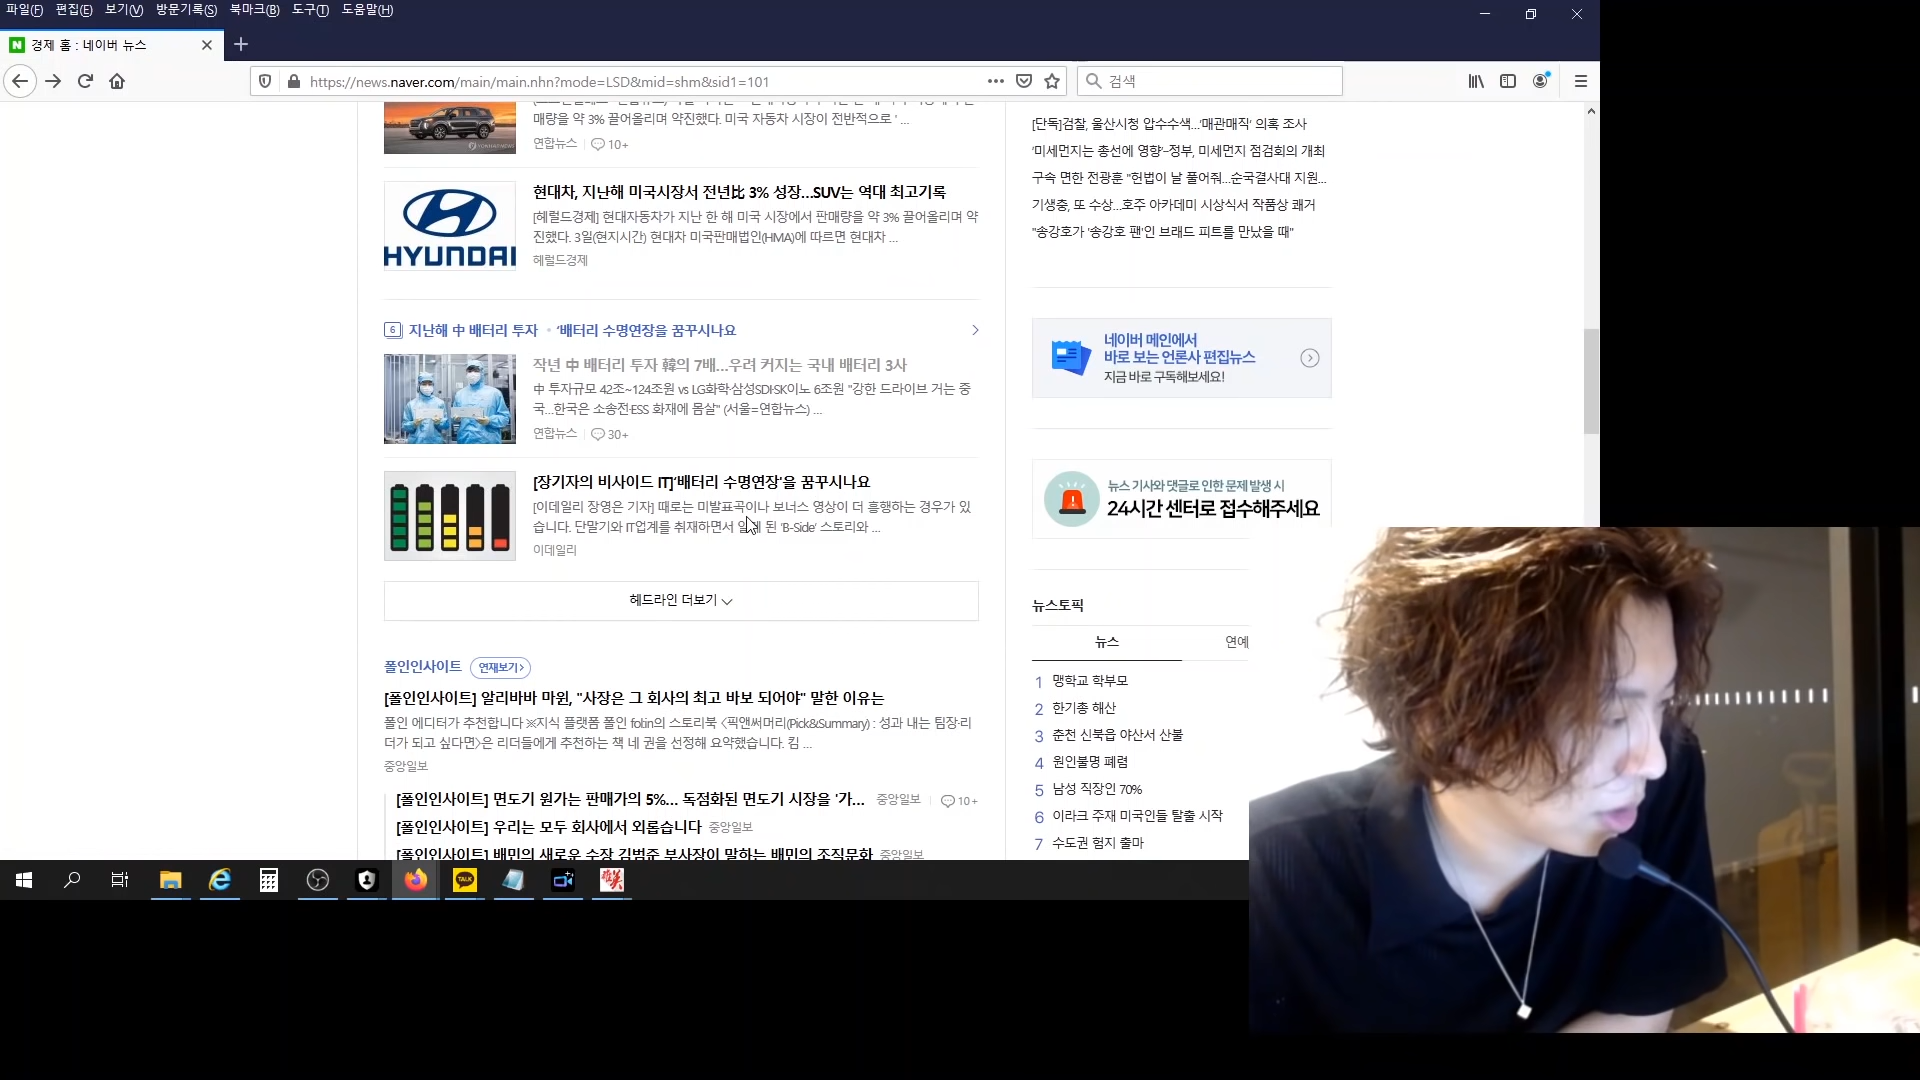 파일(F) 편집(E) 보기(V) 방문기록(S) 북마크(B) 도구(T) 도움말(H)
경제 홈 : 네이버 뉴스
https://news.naver.com/main/main.nhn?mode=LSD&mid=shm&sid1=101
검색
매량을 약 3% 끌어올리며 약진했다. 미국 자동차 시장이 전반적으로 ' ...
연합뉴스 10+
현대차, 지난해 미국시장서 전년比 3% 성장…SUV는 역대 최고기록
[헤럴드경제] 현대자동차가 지난 한 해 미국 시장에서 판매량을 약 3% 끌어올리며 약
진했다. 3일(현지시간) 현대차 미국판매법인(HMA)에 따르면 현대차 ...
헤럴드경제
HYUNDAI
6 지난해 中 배터리 투자 '배터리 수명연장을 꿈꾸시나요
작년 中 배터리 투자 韓의 7배…우려 커지는 국내 배터리 3사
中 투자규모 42조~124조원 vs LG화학·삼성SDI·SK이노 6조원 "강한 드라이브 거는 중
국…한국은 소송전·ESS 화재에 몸살" (서울=연합뉴스) ...
연합뉴스 30+
[장기자의 비사이드 IT]'배터리 수명연장'을 꿈꾸시나요
[이데일리 장영은 기자] 때로는 미발표곡이나 보너스 영상이 더 흥행하는 경우가 있
습니다. 단말기와 IT업계를 취재하면서 알게 된 'B-Side' 스토리와 ...
이데일리
헤드라인 더보기
폴인인사이트 연재보기
[폴인인사이트] 알리바바 마윈, "사장은 그 회사의 최고 바보 되어야" 말한 이유는
폴인 에디터가 추천합니다 ※지식 플랫폼 폴인 fol:in의 스토리북 <픽앤써머리(Pick&Summary) : 성과 내는 팀장·리
더가 되고 싶다면>은 리더들에게 추천하는 책 네 권을 선정해 요약했습니다. 킴 ...
중앙일보
[폴인인사이트] 면도기 원가는 판매가의 5%… 독점화된 면도기 시장을 '가... 중앙일보 10+
[폴인인사이트] 우리는 모두 회사에서 외롭습니다 중앙일보
[폴인인사이트] 배민의 새로운 수장 김범준 부사장이 말하는 배민의 조직문화 중앙일보
[단독]검찰, 울산시청 압수수색…'매관매직' 의혹 조사
'미세먼지는 총선에 영향'-정부, 미세먼지 점검회의 개최
구속 면한 전광훈 "헌법이 날 풀어줘…순국결사대 지원...
기생충, 또 수상…호주 아카데미 시상식서 작품상 쾌거
"송강호가 '송강호 팬'인 브래드 피트를 만났을 때"
네이버 메인에서
바로 보는 언론사 편집뉴스
지금 바로 구독해보세요!
뉴스 기사와 댓글로 인한 문제 발생 시
24시간 센터로 접수해주세요
뉴스토픽
뉴스 연예
1 맹학교 학부모
2 한기총 해산
3 춘천 신북읍 야산서 산불
4 원인불명 폐렴
5 남성 직장인 70%
6 이라크 주재 미국인들 탈출 시작
7 수도권 험지 출마
TALK